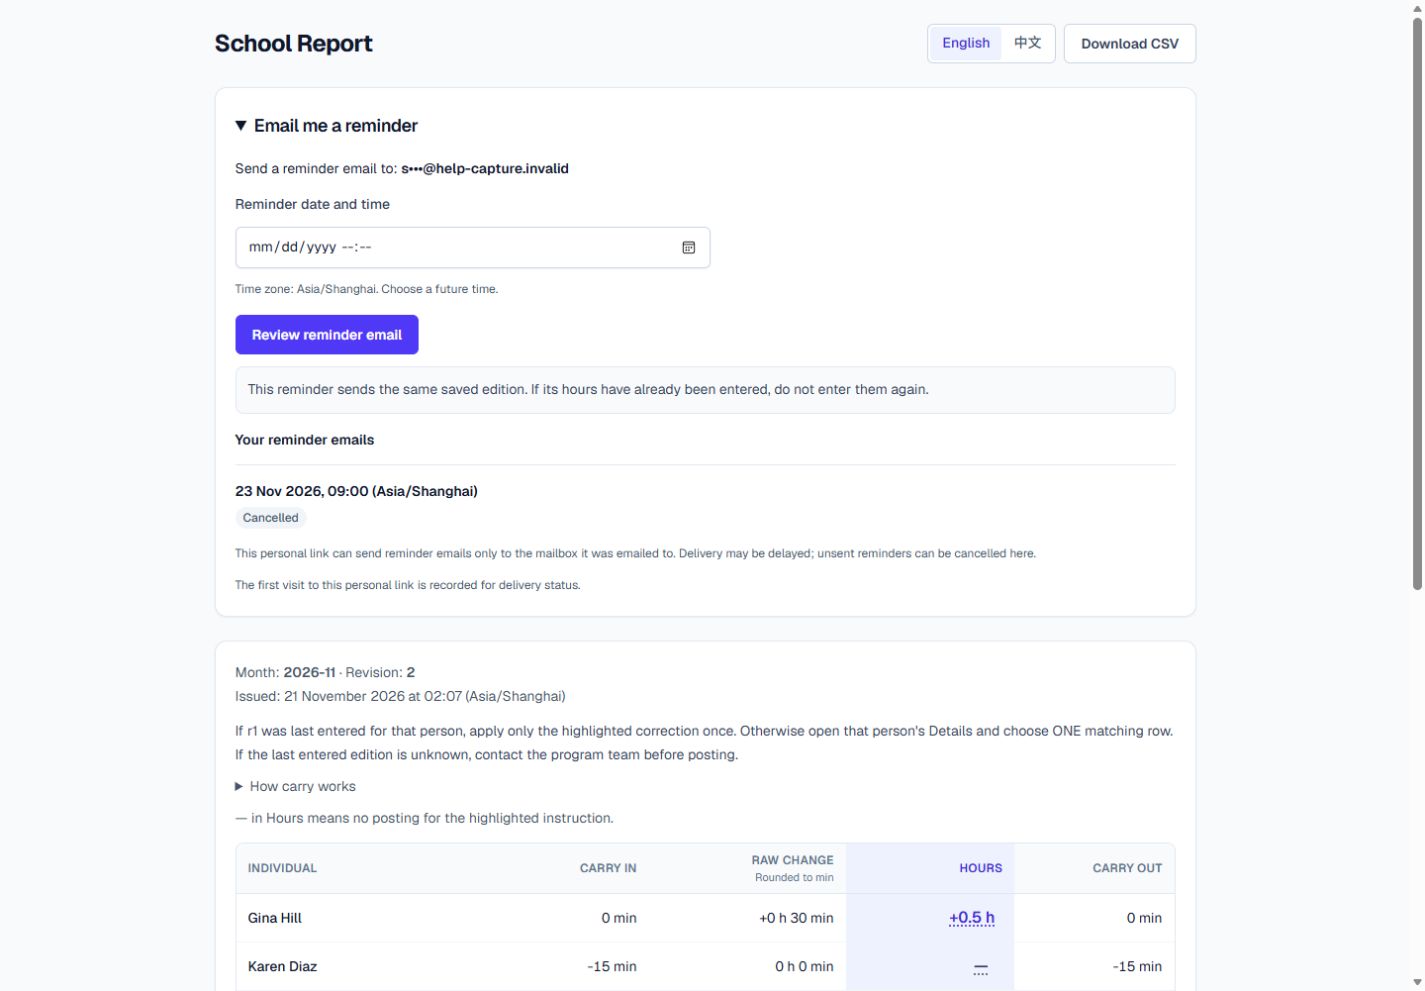 School Report
English
中文
Download CSV
▼ Email me a reminder
Send a reminder email to: s•••@help-capture.invalid
Reminder date and time
mm/dd/yyyy --:--
Time zone: Asia/Shanghai. Choose a future time.
Review reminder email
This reminder sends the same saved edition. If its hours have already been entered, do not enter them again.
Your reminder emails
23 Nov 2026, 09:00 (Asia/Shanghai)
Cancelled
This personal link can send reminder emails only to the mailbox it was emailed to. Delivery may be delayed; unsent reminders can be cancelled here.
The first visit to this personal link is recorded for delivery status.
Month: 2026-11 · Revision: 2
Issued: 21 November 2026 at 02:07 (Asia/Shanghai)
If r1 was last entered for that person, apply only the highlighted correction once. Otherwise open that person's Details and choose ONE matching row.
If the last entered edition is unknown, contact the program team before posting.
▶ How carry works
— in Hours means no posting for the highlighted instruction.
INDIVIDUAL CARRY IN RAW CHANGE HOURS CARRY OUT
Rounded to min
Gina Hill 0 min +0 h 30 min +0.5 h 0 min
Karen Diaz -15 min 0 h 0 min — -15 min